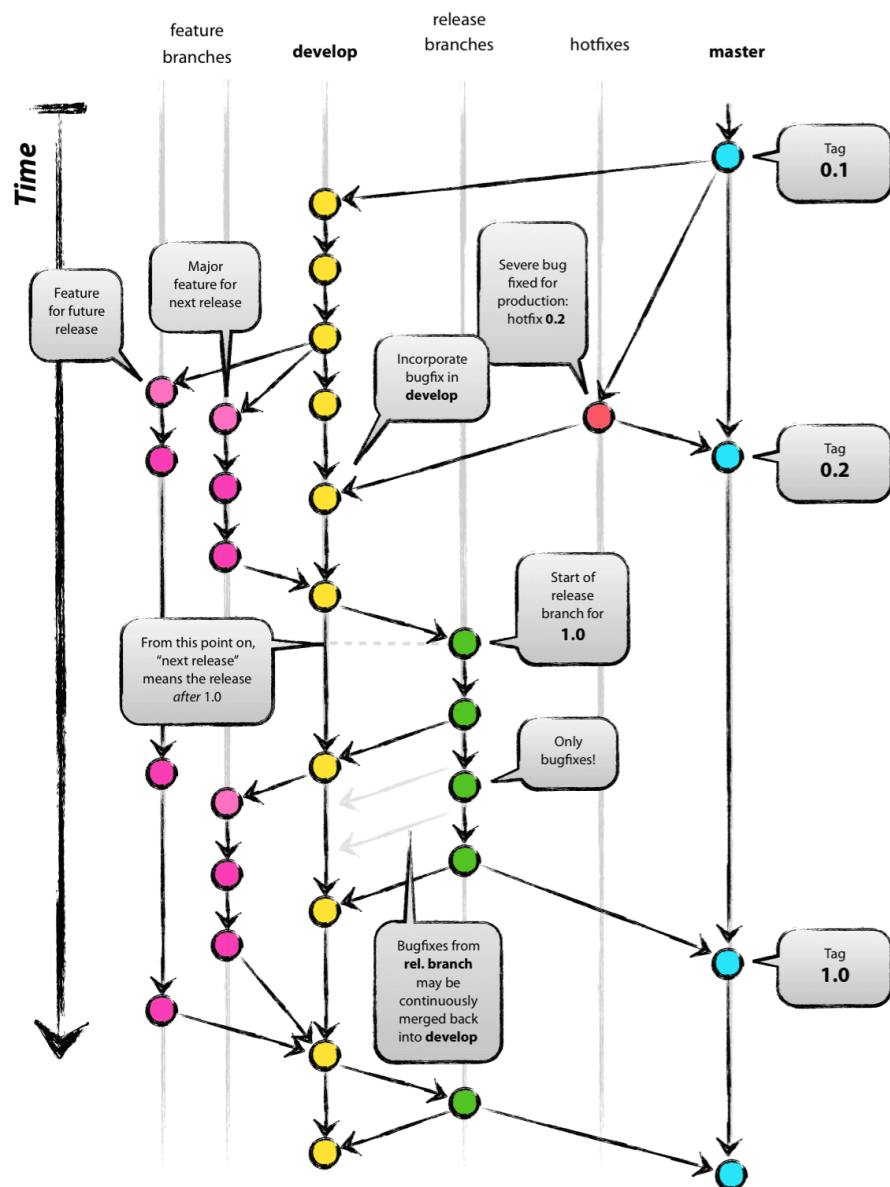 feature
branches
develop
release
branches
hotfixes
master
Time
Tag
0.1
Major
feature for
next release
Feature
for future
release
Severe bug
fixed for
production:
hotfix 0.2
Incorporate
bugfix in
develop
Tag
0.2
Start of
release
branch for
1.0
From this point on,
“next release”
means the release
after 1.0
Only
bugfixes!
Bugfixes from
rel. branch
may be
continuously
merged back
into develop
Tag
1.0